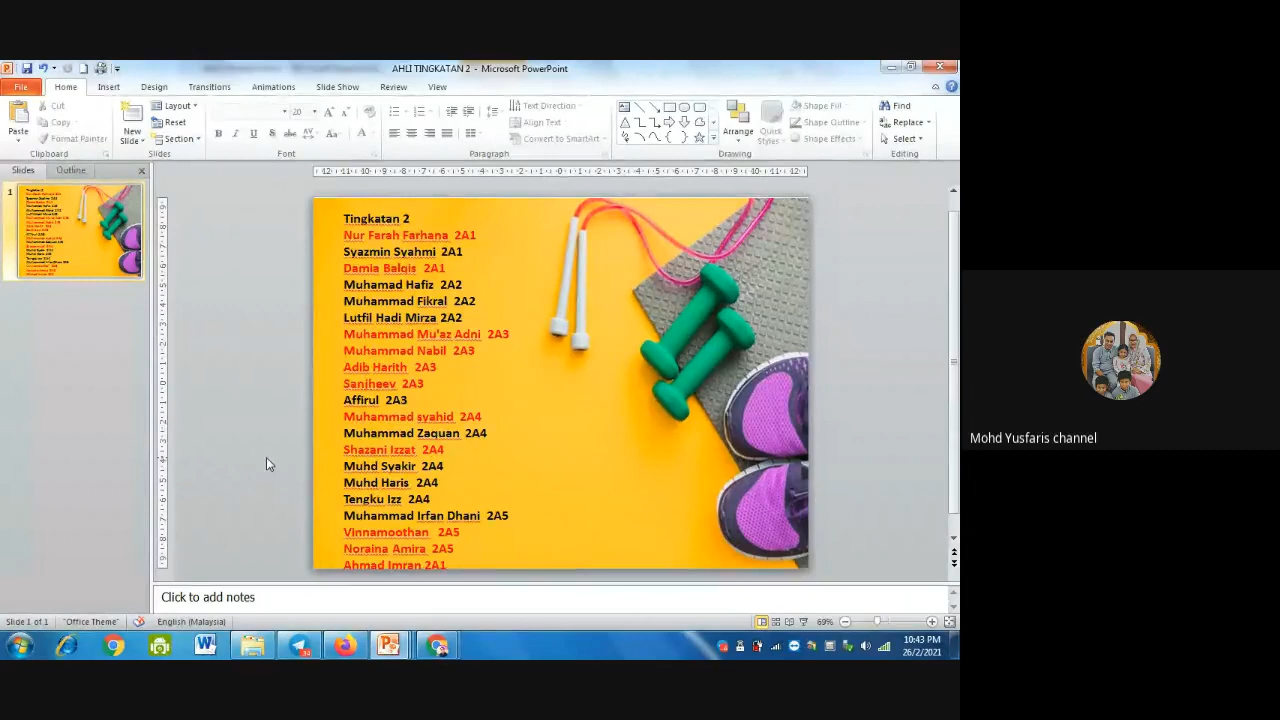 AHLI TINGKATAN 2 - Microsoft PowerPoint
File Home Insert Design Transitions Animations Slide Show Review View
Cut
Copy
Format Painter
Paste
Clipboard
New Slide
Layout
Reset
Section
Slides
20
Font
Text Direction
Align Text
Convert to SmartArt
Paragraph
Arrange
Quick Styles
Shape Fill
Shape Outline
Shape Effects
Drawing
Find
Replace
Select
Editing
Slides Outline
1
Tingkatan 2
Nur Farah Farhana 2A1
Syazmin Syahmi 2A1
Damia Balqis 2A1
Muhamad Hafiz 2A2
Muhammad Fikral 2A2
Lutfil Hadi Mirza 2A2
Muhammad Mu'az Adni 2A3
Muhammad Nabil 2A3
Adib Harith 2A3
Sanjheev 2A3
Affirul 2A3
Muhammad syahid 2A4
Muhammad Zaquan 2A4
Shazani Izzat 2A4
Muhd Syakir 2A4
Muhd Haris 2A4
Tengku Izz 2A4
Muhammad Irfan Dhani 2A5
Vinnamoothan 2A5
Noraina Amira 2A5
Ahmad Imran 2A1
Click to add notes
Slide 1 of 1 "Office Theme" English (Malaysia) 69%
10:43 PM
26/2/2021
Mohd Yusfaris channel